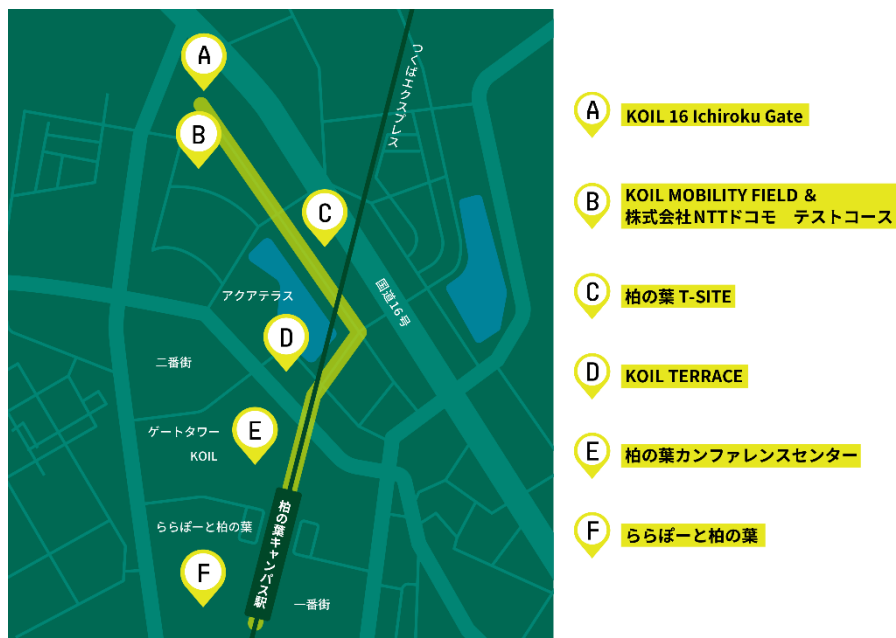 A
つくばエクスプレス
B
C
アクアテラス
国道16号
D
二番街
ゲートタワー
KOIL
E
ららぽーと柏の葉
柏の葉キャンパス駅
F
一番街
A
KOIL 16 Ichiroku Gate
B
KOIL MOBILITY FIELD &
株式会社NTTドコモ　テストコース
C
柏の葉 T-SITE
D
KOIL TERRACE
E
柏の葉カンファレンスセンター
F
ららぽーと柏の葉